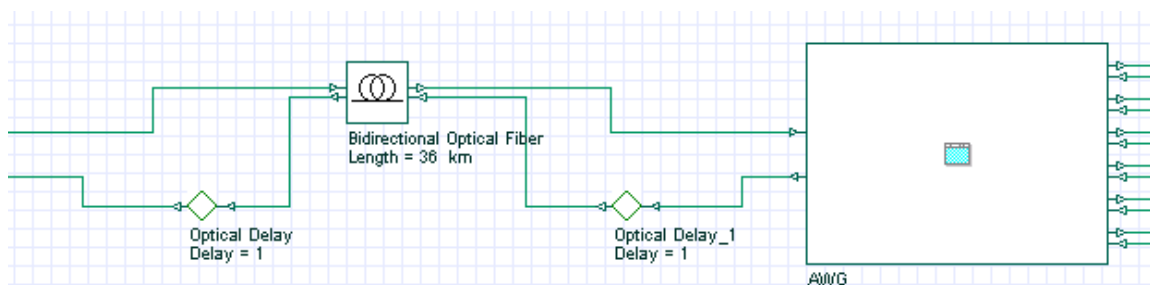 Bidirectional Optical Fiber
Length = 36 km
Optical Delay
Delay = 1
Optical Delay_1
Delay = 1
AWG